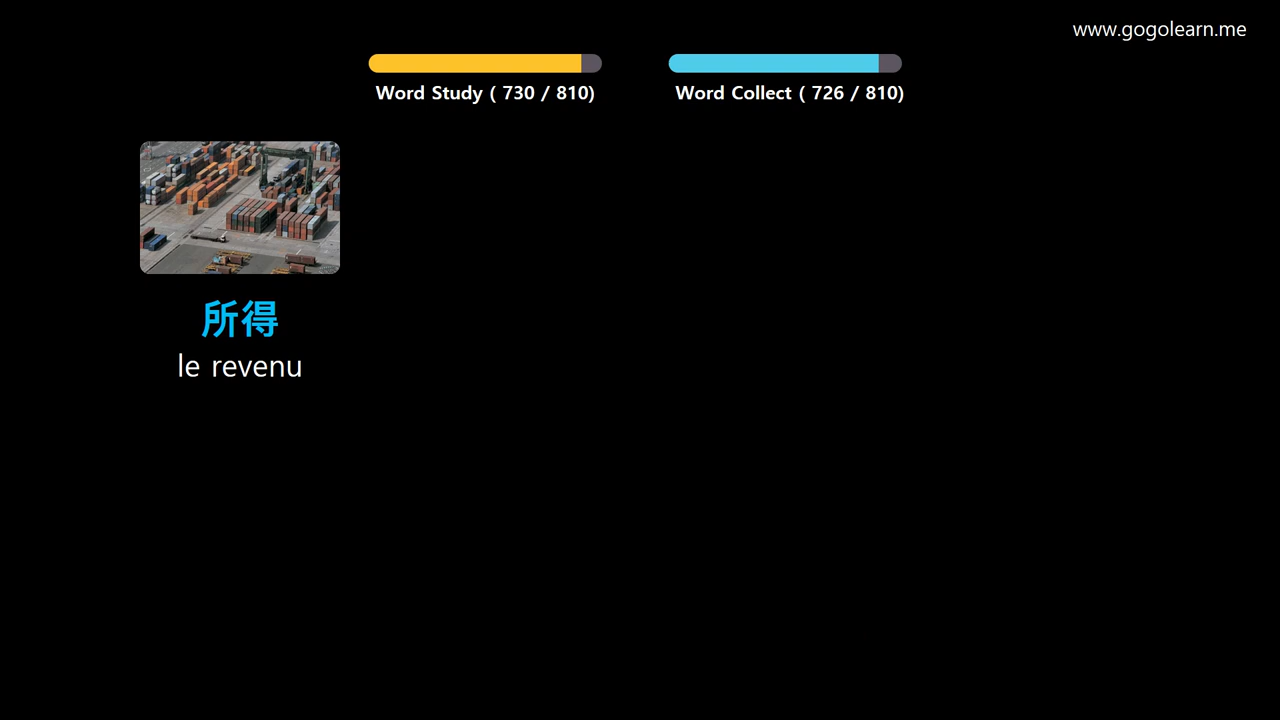 www.gogolearn.me
Word Study ( 730 / 810)
Word Collect ( 726 / 810)
所得
le revenu